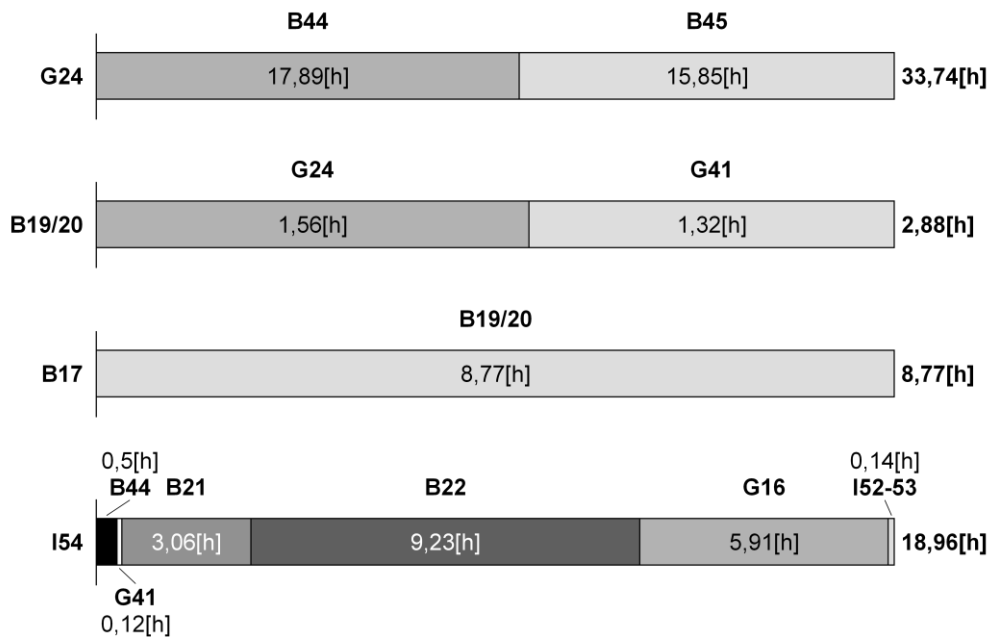 B44 B45
G24 17,89[h] 15,85[h] 33,74[h]
G24 G41
B19/20 1,56[h] 1,32[h] 2,88[h]
B19/20
B17 8,77[h] 8,77[h]
0,5[h] 0,14[h]
B44 B21 B22 G16 I52-53
I54 3,06[h] 9,23[h] 5,91[h] 18,96[h]
G41
0,12[h]